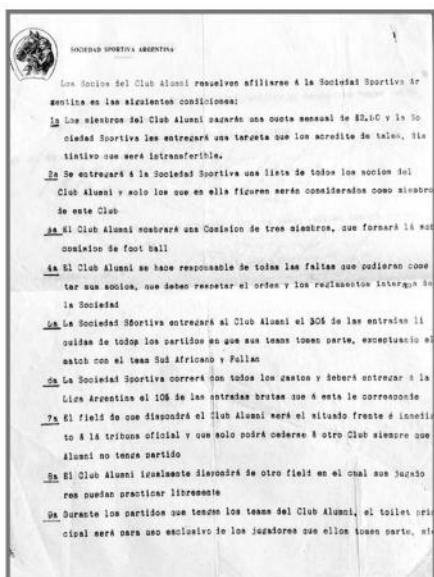 SOCIEDAD SPORTIVA ARGENTINA
Los Socios del Club Alumni resuelven afiliarse á la Sociedad Sportiva Ar
gentina en las siguientes condiciones:
1a Los miembros del Club Alumni pagarán una cuota mensual de $2.50 y la So
ciedad Sportiva les entregará una targeta que los acredite de tales, dis
tintivo que será intransferible.
2a Se entregará á la Sociedad Sportiva una lista de todos los socios del
Club Alumni y solo los que en ella figuren serán considerados como miembro
de este Club
3a El Club Alumni nombrará una Comision de tres miembros, que formará la
comision de foot ball
4a El Club Alumni se hace responsable de todas las faltas que pudieran come
ter sus socios, que deben respetar el orden y los reglamentos internos de
la Sociedad
5a La Sociedad Sportiva entregará al Club Alumni el 30% de las entradas li
quidas de todos los partidos en que sus teams tomen parte, exceptuando el
match con el team Sud Africano y
6a La Sociedad Sportiva correrá con todos los gastos y deberá entregar a la
Liga Argentina el 10% de las entradas brutas que á esta le corresponde
7a El field de que dispondrá el Club Alumni será el situado frente é inmedia
to á lá tribuna oficial y que solo podrá cederse á otro Club siempre que
Alumni no tenga partido
8a El Club Alumni igualmente dispondrá de otro field en el cual sus jugado
res puedan practicar libremente
9a Durante los partidos que tengan los teams del Club Alumni, el toilet prin
cipal será para uso exclusivo de los jugadores que ellos tomen parte,